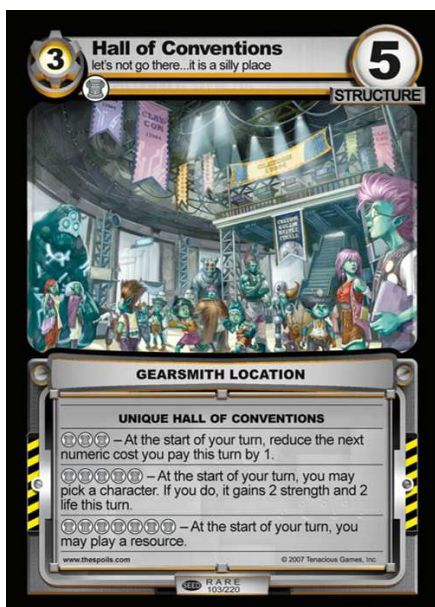 3
Hall of Conventions
let's not go there...it is a silly place
5
STRUCTURE
CLAY-
CON
GEARSMITH LOCATION
UNIQUE HALL OF CONVENTIONS
– At the start of your turn, reduce the next
numeric cost you pay this turn by 1.
– At the start of your turn, you may
pick a character. If you do, it gains 2 strength and 2
life this turn.
– At the start of your turn, you
may play a resource.
www.thespoils.com
© 2007 Tenacious Games, Inc.
SEED
RARE
103/220